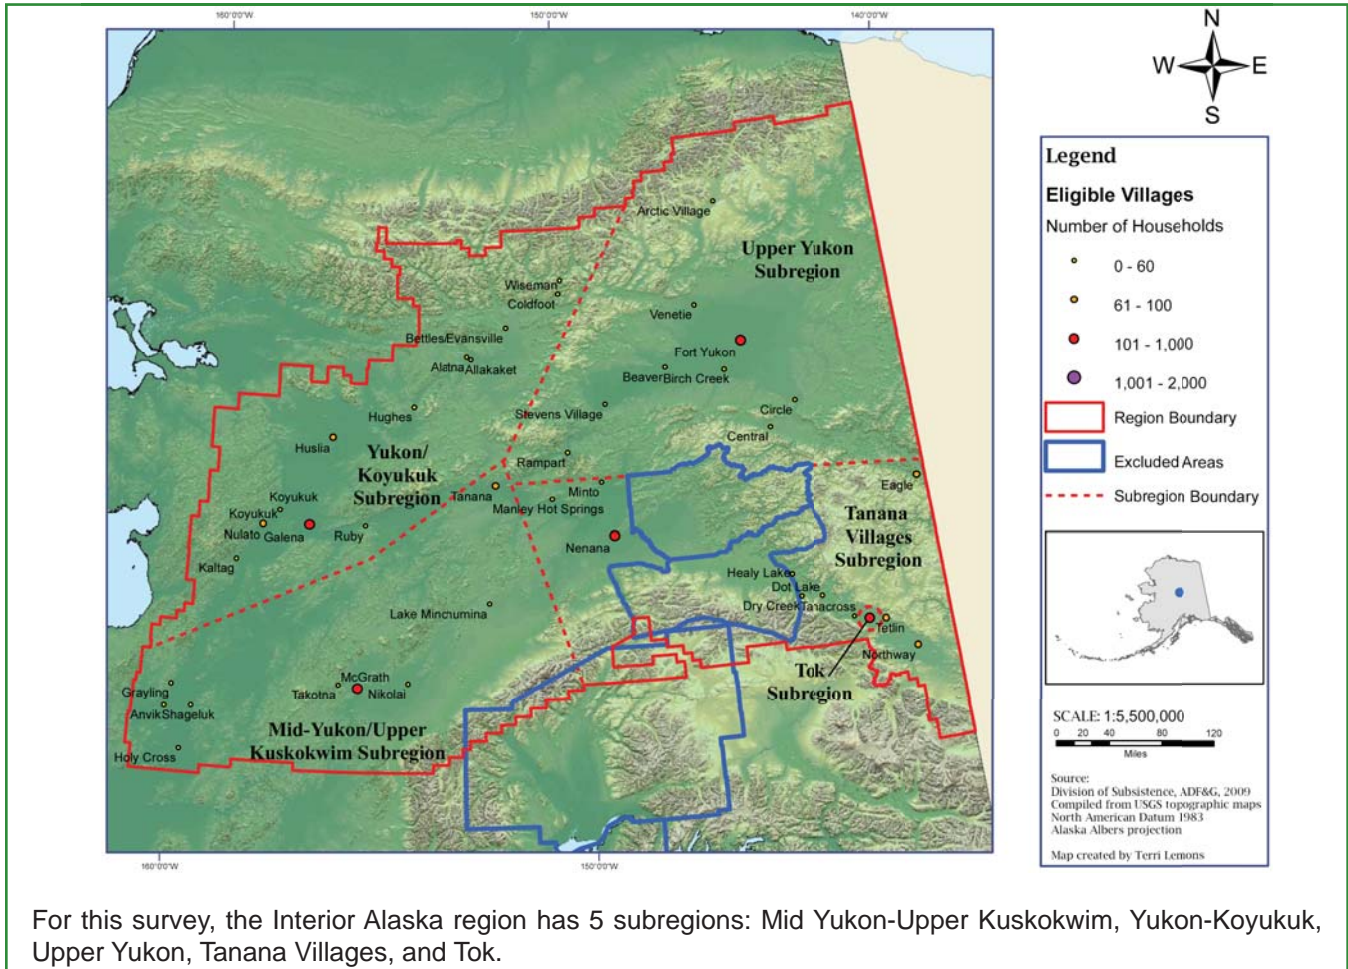 160°0'0"W
150°0'0"W
140°0'0"W
N
W
E
S
Arctic Village
Upper Yukon
Subregion
Wiseman
Coldfoot
Venetie
Bettles/Evansville
Fort Yukon
Alatna
Allakaket
Beaver
Birch Creek
Hughes
Stevens Village
Circle
Central
Huslia
Yukon/
Koyukuk
Subregion
Rampart
Koyukuk
Tanana
Minto
Manley Hot Springs
Eagle
Koyukuk
Nulato
Galena
Ruby
Nenana
Tanana
Villages
Subregion
Kaltag
Healy Lake
Dot Lake
Lake Minchumina
Dry Creek
Tanacross
Tetlin
Northway
Tok
Subregion
McGrath
Grayling
Takotna
Nikolai
Anvik
Shageluk
Mid-Yukon/Upper
Kuskokwim Subregion
Holy Cross
160°0'0"W
150°0'0"W
Legend
Eligible Villages
Number of Households
0 - 60
61 - 100
101 - 1,000
1,001 - 2,000
Region Boundary
Excluded Areas
Subregion Boundary
SCALE: 1:5,500,000
0 20 40 80 120
Miles
Source:
Division of Subsistence, ADF&G, 2009
Compiled from USGS topographic maps
North American Datum 1983
Alaska Albers projection
Map created by Terri Lemons
For this survey, the Interior Alaska region has 5 subregions: Mid Yukon-Upper Kuskokwim, Yukon-Koyukuk,
Upper Yukon, Tanana Villages, and Tok.